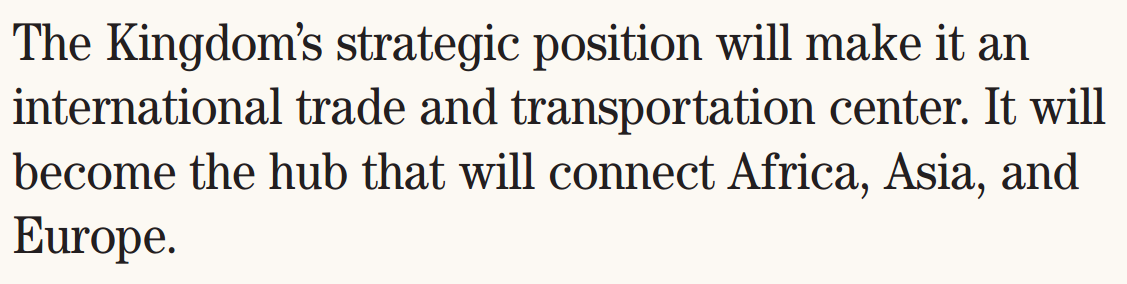 The Kingdom’s strategic position will make it an
international trade and transportation center. It will
become the hub that will connect Africa, Asia, and
Europe.